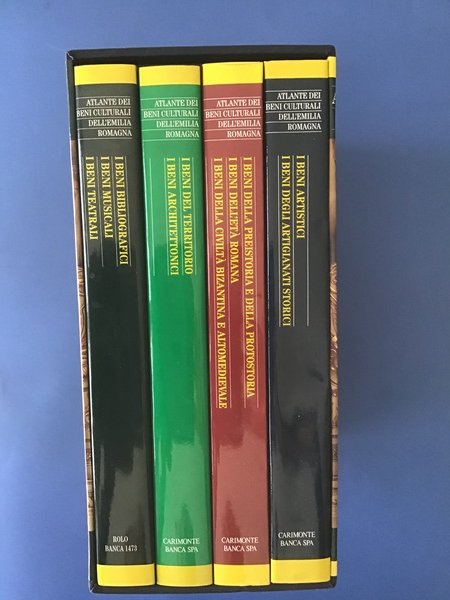 ATLANTE DEI
BENI CULTURALI
DELL'EMILIA
ROMAGNA
I BENI BIBLIOGRAFICI
I BENI MUSICALI
I BENI TEATRALI
ROLO
BANCA 1473
ATLANTE DEI
BENI CULTURALI
DELL'EMILIA
ROMAGNA
I BENI DEL TERRITORIO
I BENI ARCHITETTONICI
CARIMONTE
BANCA SPA
ATLANTE DEI
BENI CULTURALI
DELL'EMILIA
ROMAGNA
I BENI DELLA PREISTORIA E DELLA PROTOSTORIA
I BENI DELL'ETÀ ROMANA
I BENI DELLA CIVILTÀ BIZANTINA E ALTOMEDIEVALE
CARIMONTE
BANCA SPA
ATLANTE DEI
BENI CULTURALI
DELL'EMILIA
ROMAGNA
I BENI ARTISTICI
I BENI DEGLI ARTIGIANATI STORICI
CARIMONTE
BANCA SPA